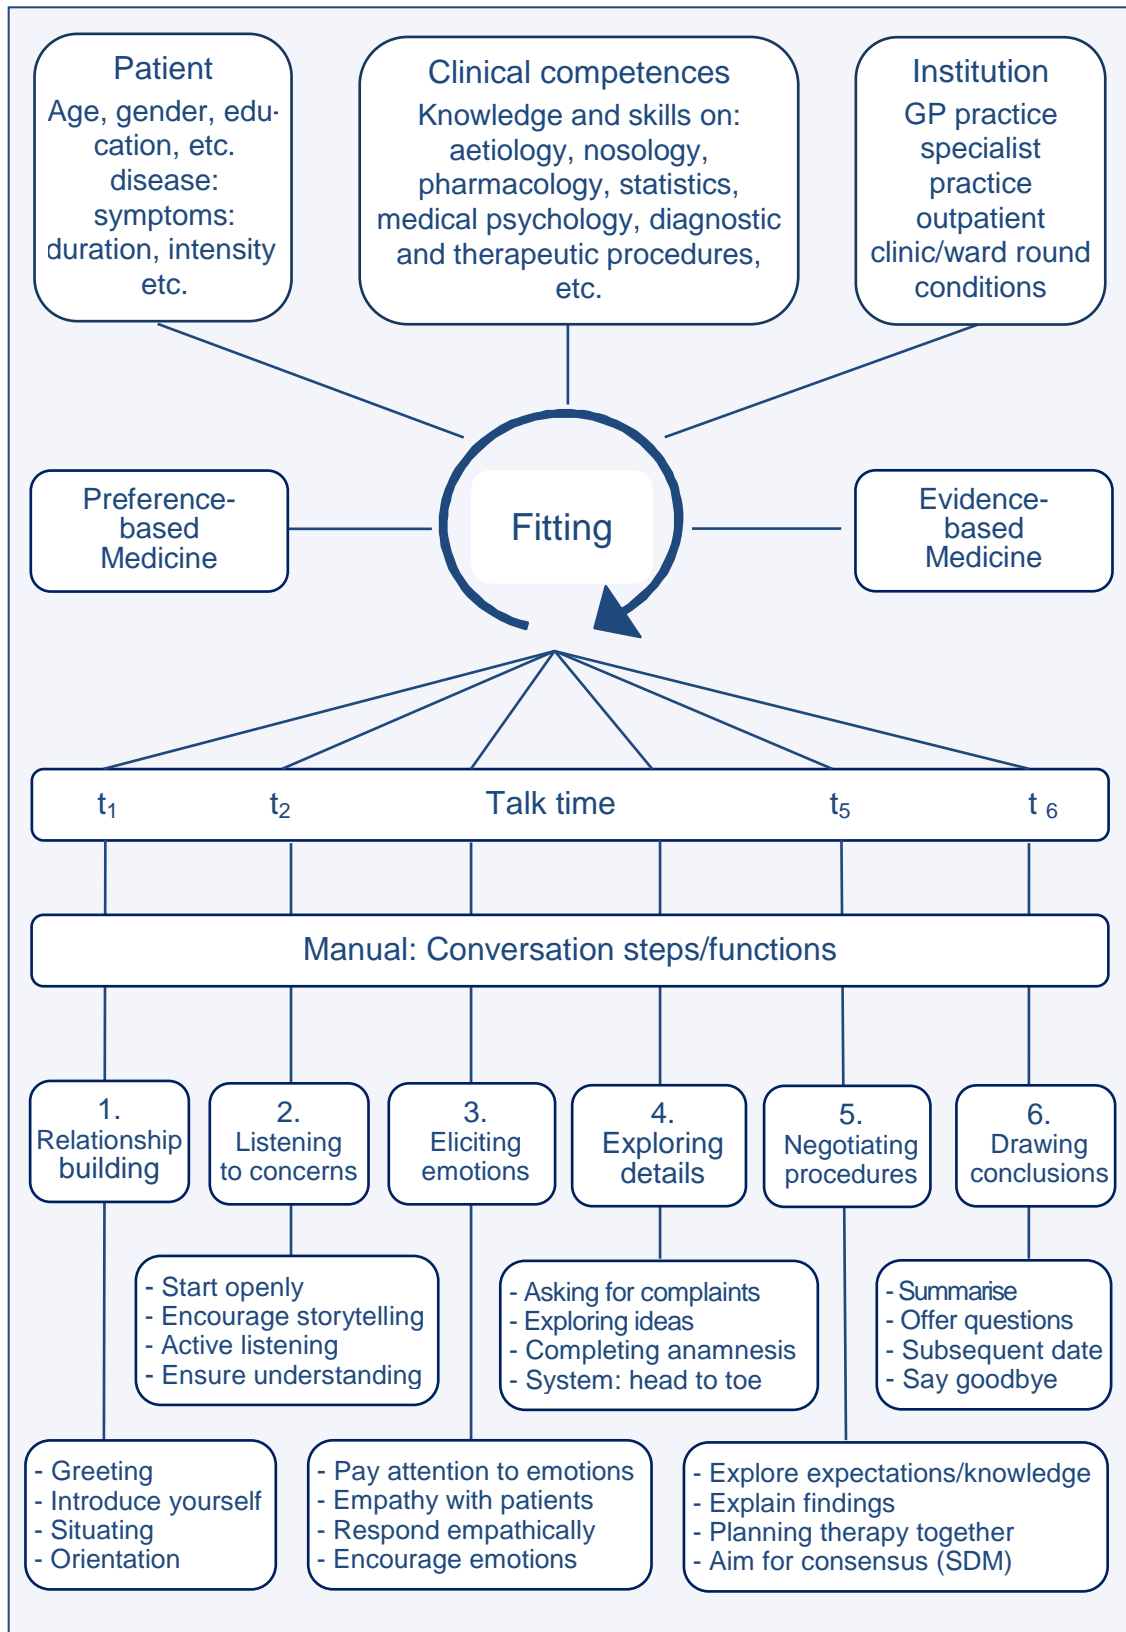 Patient
Age, gender, edu-
cation, etc.
disease:
symptoms:
duration, intensity
etc.
Clinical competences
Knowledge and skills on:
aetiology, nosology,
pharmacology, statistics,
medical psychology, diagnostic
and therapeutic procedures,
etc.
Institution
GP practice
specialist
practice
outpatient
clinic/ward round
conditions
Preference-
based
Medicine
Fitting
Evidence-
based
Medicine
t1 t2 Talk time t5 t 6
Manual: Conversation steps/functions
1.
Relationship
building
2.
Listening
to concerns
3.
Eliciting
emotions
4.
Exploring
details
5.
Negotiating
procedures
6.
Drawing
conclusions
- Start openly
- Encourage storytelling
- Active listening
- Ensure understanding
- Asking for complaints
- Exploring ideas
- Completing anamnesis
- System: head to toe
- Summarise
- Offer questions
- Subsequent date
- Say goodbye
- Greeting
- Introduce yourself
- Situating
- Orientation
- Pay attention to emotions
- Empathy with patients
- Respond empathically
- Encourage emotions
- Explore expectations/knowledge
- Explain findings
- Planning therapy together
- Aim for consensus (SDM)